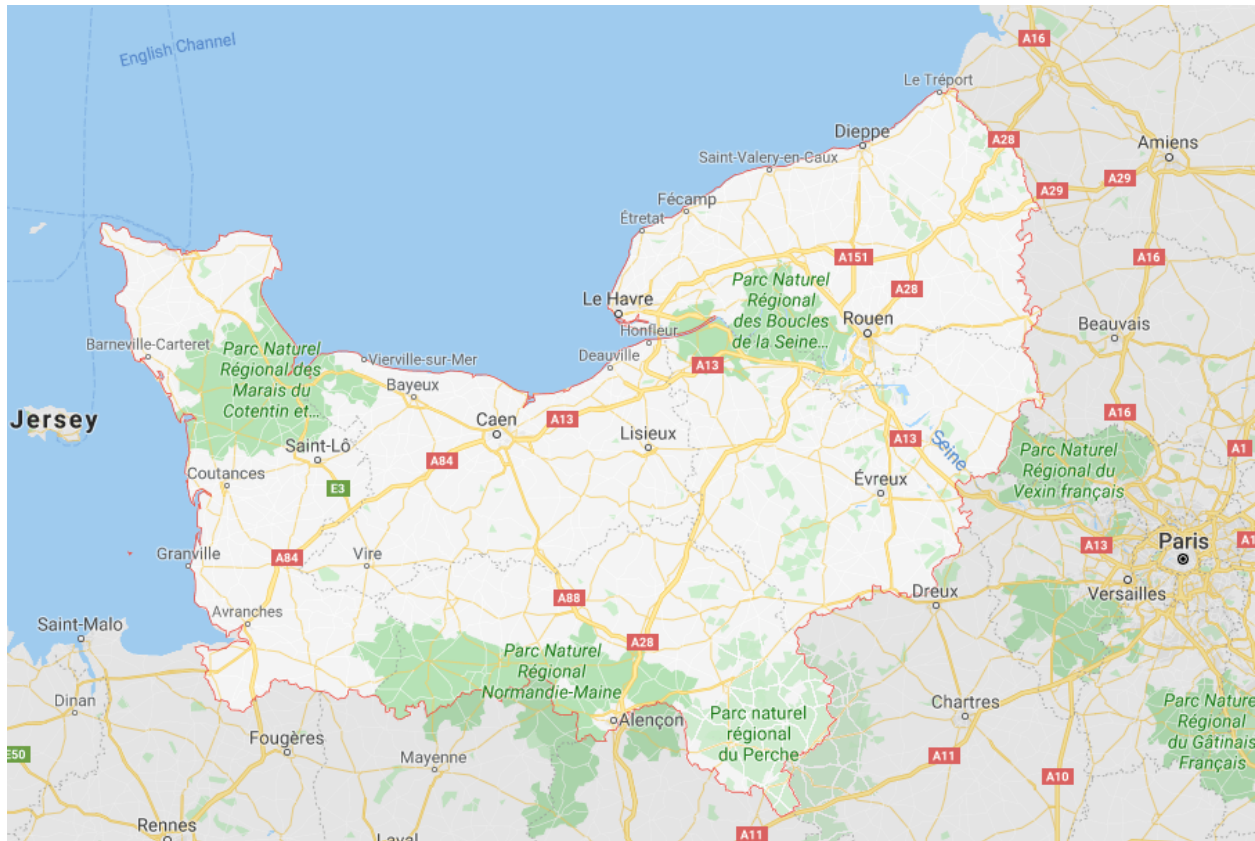 English Channel
A16
Le Tréport
Dieppe
A28
Amiens
Saint-Valery-en-Caux
A29
A29
Fécamp
Étretat
A151
A16
Parc Naturel
Régional
des Boucles
de la Seine...
A28
Le Havre
Rouen
Honfleur
Beauvais
Barneville-Carteret
Parc Naturel
Régional des
Marais du
Cotentin et...
Vierville-sur-Mer
Deauville
A13
Bayeux
Jersey
Caen
A13
Lisieux
A13
Seine
A16
A1
Saint-Lô
A84
Parc Naturel
Régional du
Vexin français
Coutances
E3
Évreux
Granville
A84
Vire
A13
Paris
A1
Versailles
Avranches
A88
Dreux
Saint-Malo
A28
Parc Naturel
Régional
Normandie-Maine
Dinan
Alençon
Parc naturel
régional
du Perche
Chartres
Parc Nature
Régional
du Gâtinais
Français
Fougères
E50
Mayenne
A11
A10
Rennes
Laval
A11